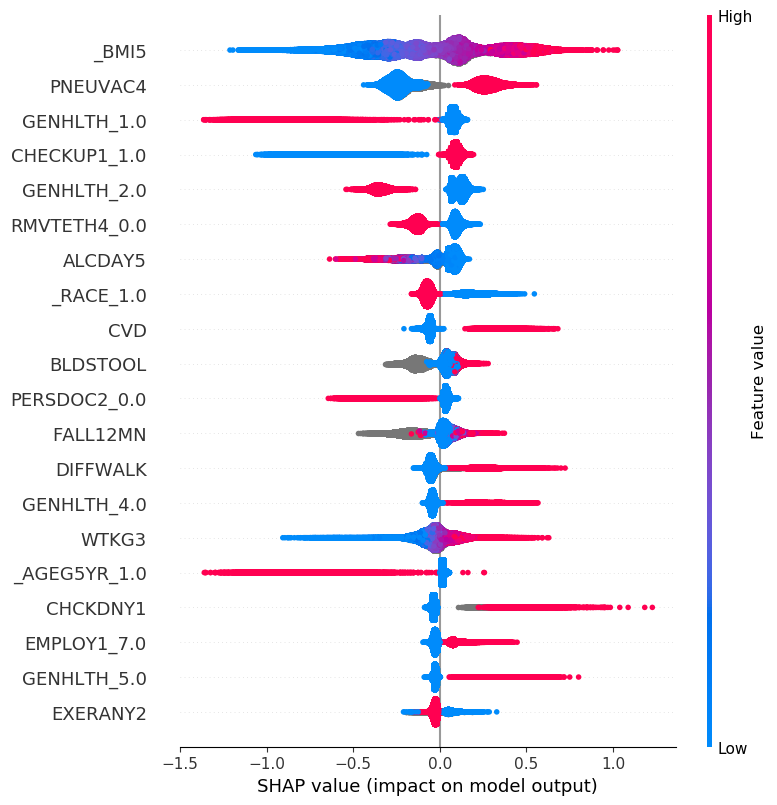 High
_BMI5
PNEUVAC4
GENHLTH_1.0
CHECKUP1_1.0
GENHLTH_2.0
RMVTETH4_0.0
ALCDAY5
_RACE_1.0
CVD
BLDSTOOL
PERSDOC2_0.0
FALL12MN
DIFFWALK
GENHLTH_4.0
WTKG3
_AGEG5YR_1.0
CHCKDNY1
EMPLOY1_7.0
GENHLTH_5.0
EXERANY2
Feature value
Low
−1.5 −1.0 −0.5 0.0 0.5 1.0
SHAP value (impact on model output)